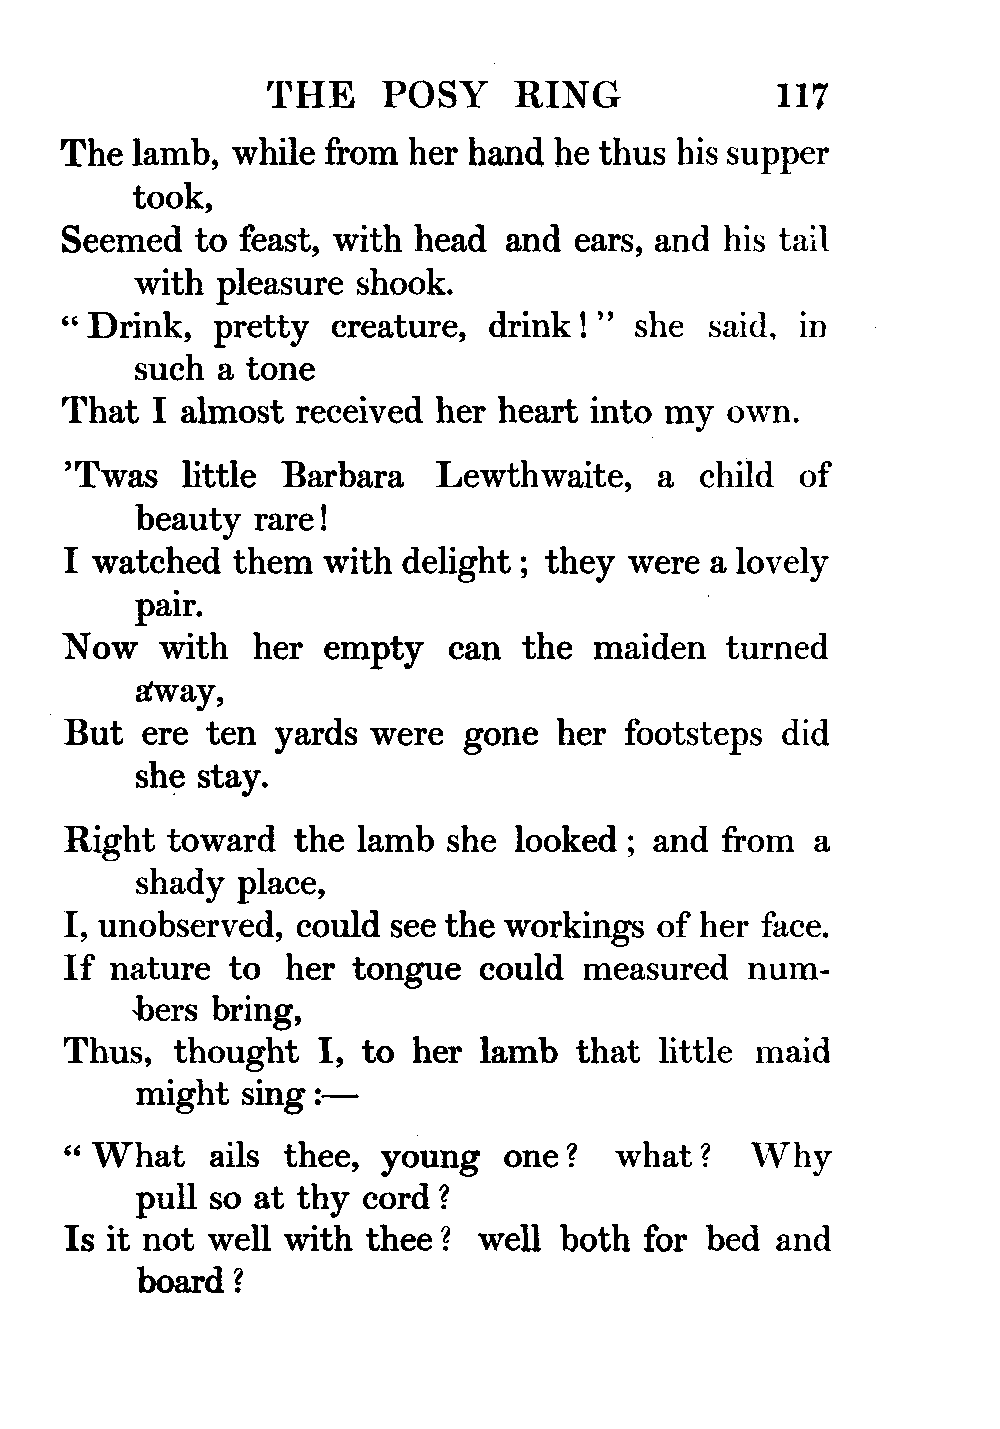 THE POSY RING 117
The lamb, while from her hand he thus his supper
took,
Seemed to feast, with head and ears, and his tail
with pleasure shook.
“Drink, pretty creature, drink!” she said, in
such a tone
That I almost received her heart into my own.
’Twas little Barbara Lewthwaite, a child of
beauty rare!
I watched them with delight; they were a lovely
pair.
Now with her empty can the maiden turned
away,
But ere ten yards were gone her footsteps did
she stay.
Right toward the lamb she looked; and from a
shady place,
I, unobserved, could see the workings of her face.
If nature to her tongue could measured num-
bers bring,
Thus, thought I, to her lamb that little maid
might sing:—
“What ails thee, young one? what? Why
pull so at thy cord?
Is it not well with thee? well both for bed and
board?